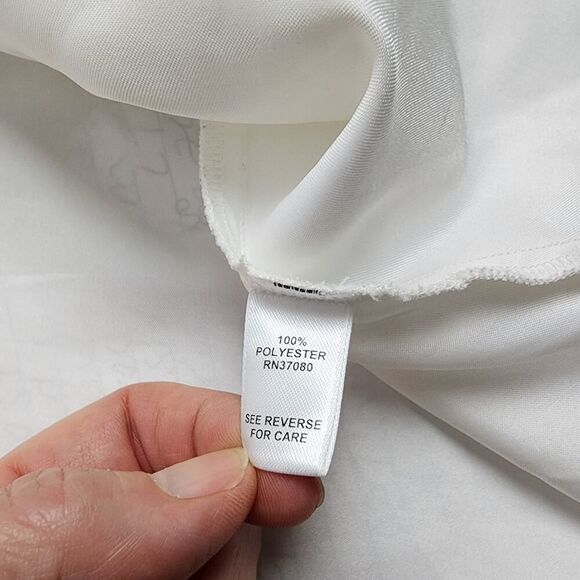 100%
POLYESTER
RN37080
SEE REVERSE
FOR CARE